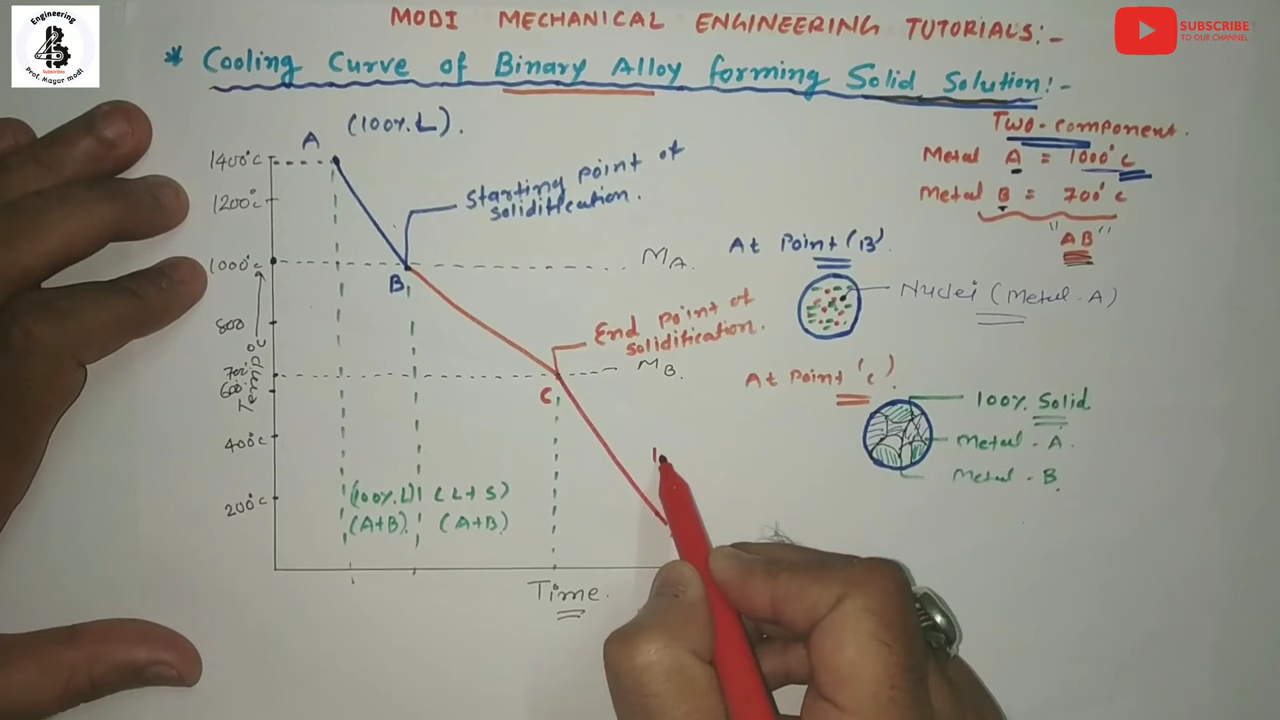 MODI MECHANICAL ENGINEERING TUTORIALS:-
SUBSCRIBE
TO OUR CHANNEL
Engineering
Subscribes
Prof. Mayur modi
* Cooling Curve of Binary Alloy forming Solid Solution:-
(100% L).
A
Two-component.
Metal A = 1000°C
Metal B = 700°C
"AB"
1400°C
1200°C
1000°C
800
700°
600°
400°C
200°C
Temp°C
Starting point of
solidification.
B
MA.
At Point (B).
Nuclei (Metal-A)
End point of
solidification.
MB.
C
At Point (C).
100% Solid
Metal - A.
Metal - B.
(100% L) (L+S)
(A+B). (A+B)
Time.